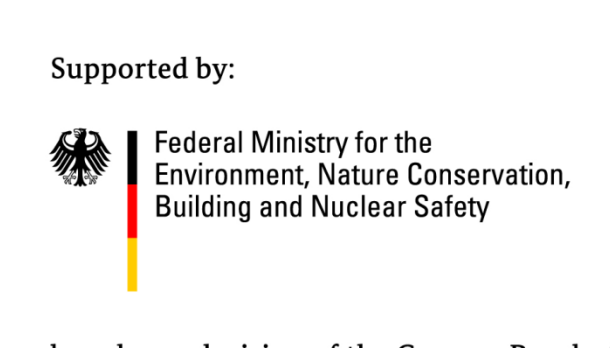 Supported by:
Federal Ministry for the
Environment, Nature Conservation,
Building and Nuclear Safety